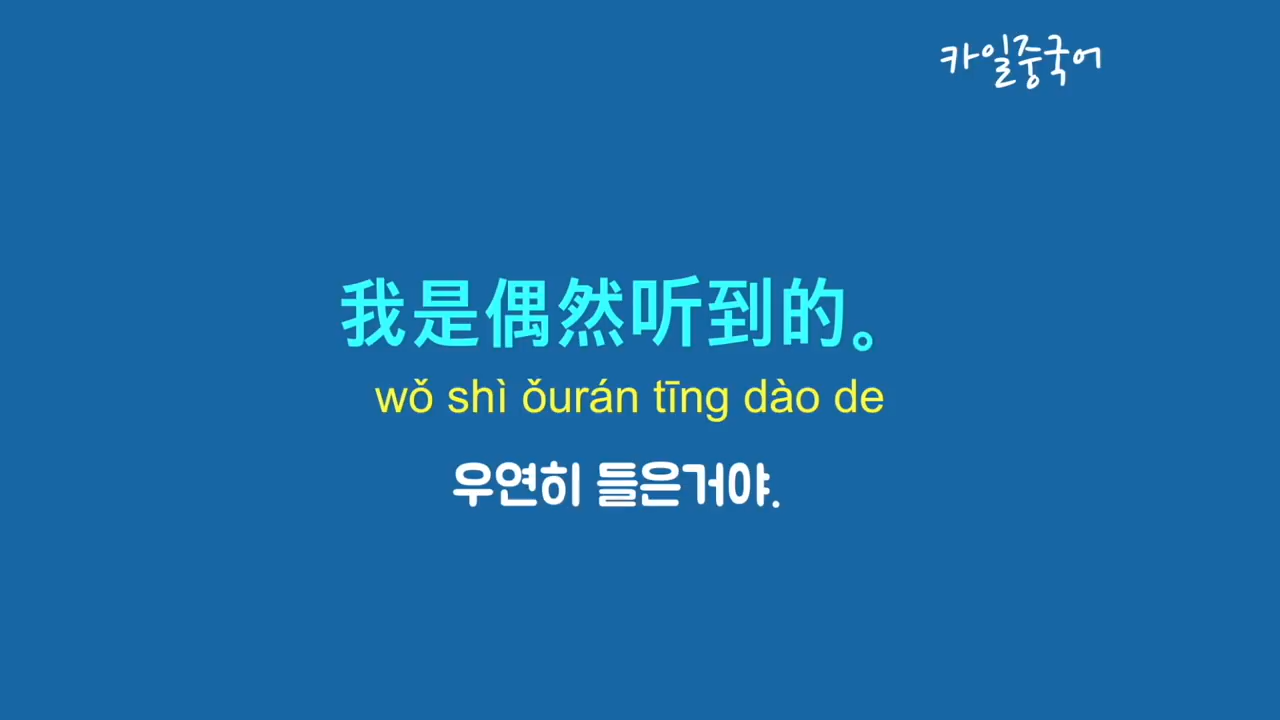 카일중국어
我是偶然听到的。
wǒ shì ǒurán tīng dào de
우연히 들은거야.